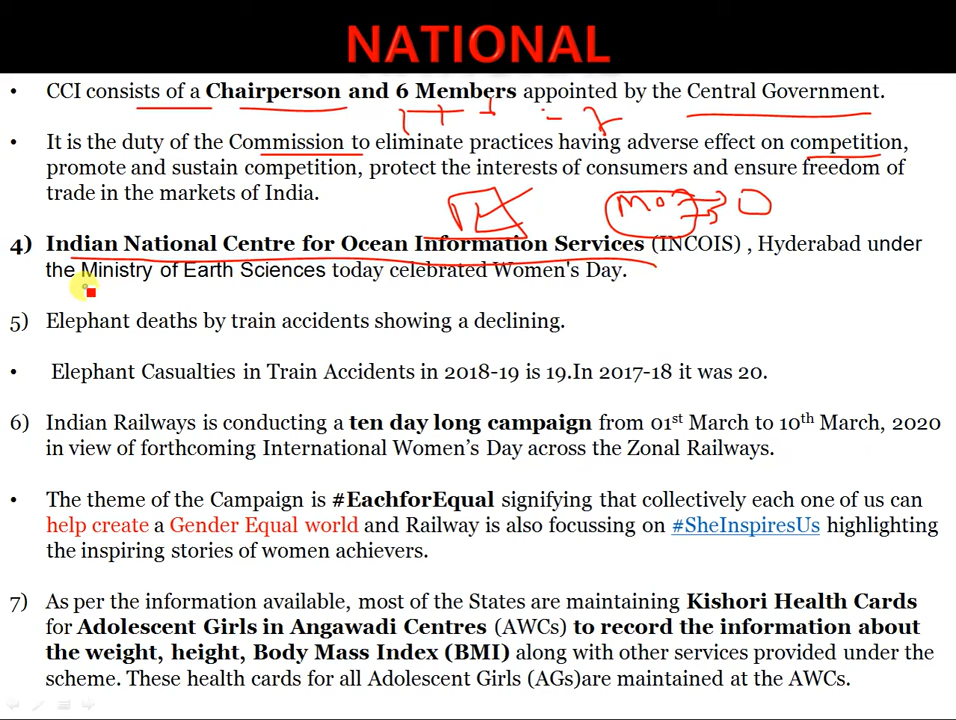 NATIONAL
• CCI consists of a Chairperson and 6 Members appointed by the Central Government.
• It is the duty of the Commission to eliminate practices having adverse effect on competition,
promote and sustain competition, protect the interests of consumers and ensure freedom of
trade in the markets of India.
4) Indian National Centre for Ocean Information Services (INCOIS) , Hyderabad under
the Ministry of Earth Sciences today celebrated Women's Day.
5) Elephant deaths by train accidents showing a declining.
• Elephant Casualties in Train Accidents in 2018-19 is 19.In 2017-18 it was 20.
6) Indian Railways is conducting a ten day long campaign from 01st March to 10th March, 2020
in view of forthcoming International Women's Day across the Zonal Railways.
• The theme of the Campaign is #EachforEqual signifying that collectively each one of us can
help create a Gender Equal world and Railway is also focussing on #SheInspiresUs highlighting
the inspiring stories of women achievers.
7) As per the information available, most of the States are maintaining Kishori Health Cards
for Adolescent Girls in Angawadi Centres (AWCs) to record the information about
the weight, height, Body Mass Index (BMI) along with other services provided under the
scheme. These health cards for all Adolescent Girls (AGs)are maintained at the AWCs.